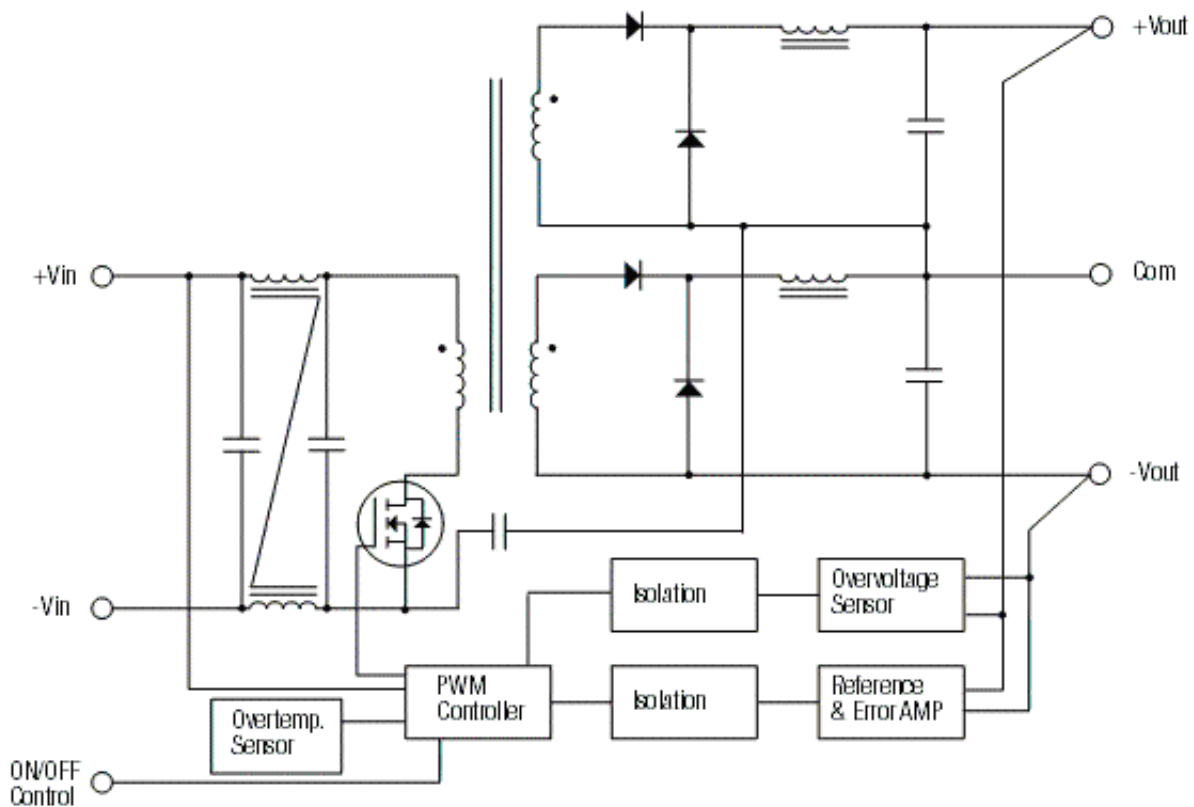 +Vout
+Vin
Com
-Vout
-Vin
Isolation
Overvoltage
Sensor
PWM
Controller
Isolation
Reference
& Error AMP
Overtemp.
Sensor
ON/OFF
Control